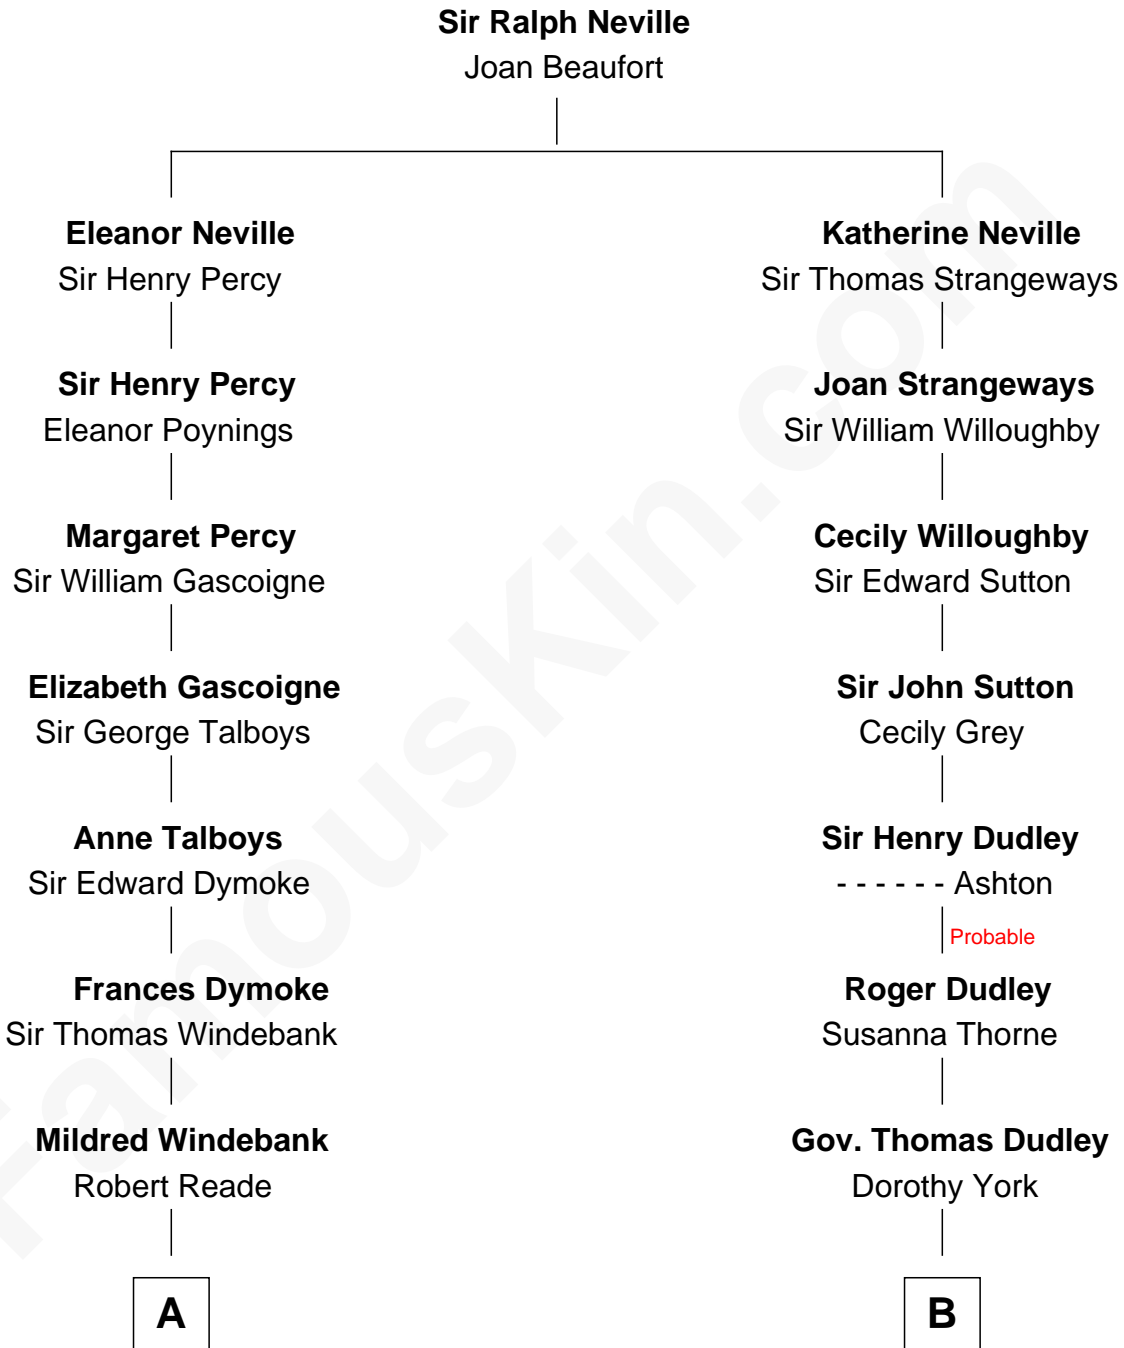 Sir Ralph Neville
Joan Beaufort
Eleanor Neville
Sir Henry Percy
Katherine Neville
Sir Thomas Strangeways
Sir Henry Percy
Eleanor Poynings
Joan Strangeways
Sir William Willoughby
Margaret Percy
Sir William Gascoigne
Cecily Willoughby
Sir Edward Sutton
Elizabeth Gascoigne
Sir George Talboys
Sir John Sutton
Cecily Grey
Anne Talboys
Sir Edward Dymoke
Sir Henry Dudley
- - - - - - Ashton
Probable
Frances Dymoke
Sir Thomas Windebank
Roger Dudley
Susanna Thorne
Mildred Windebank
Robert Reade
Gov. Thomas Dudley
Dorothy York
A
B
FamousKin.com